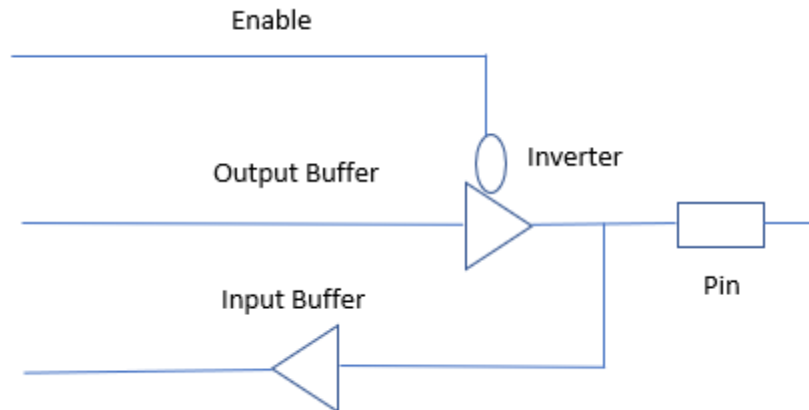 Enable
Inverter
Output Buffer
Pin
Input Buffer